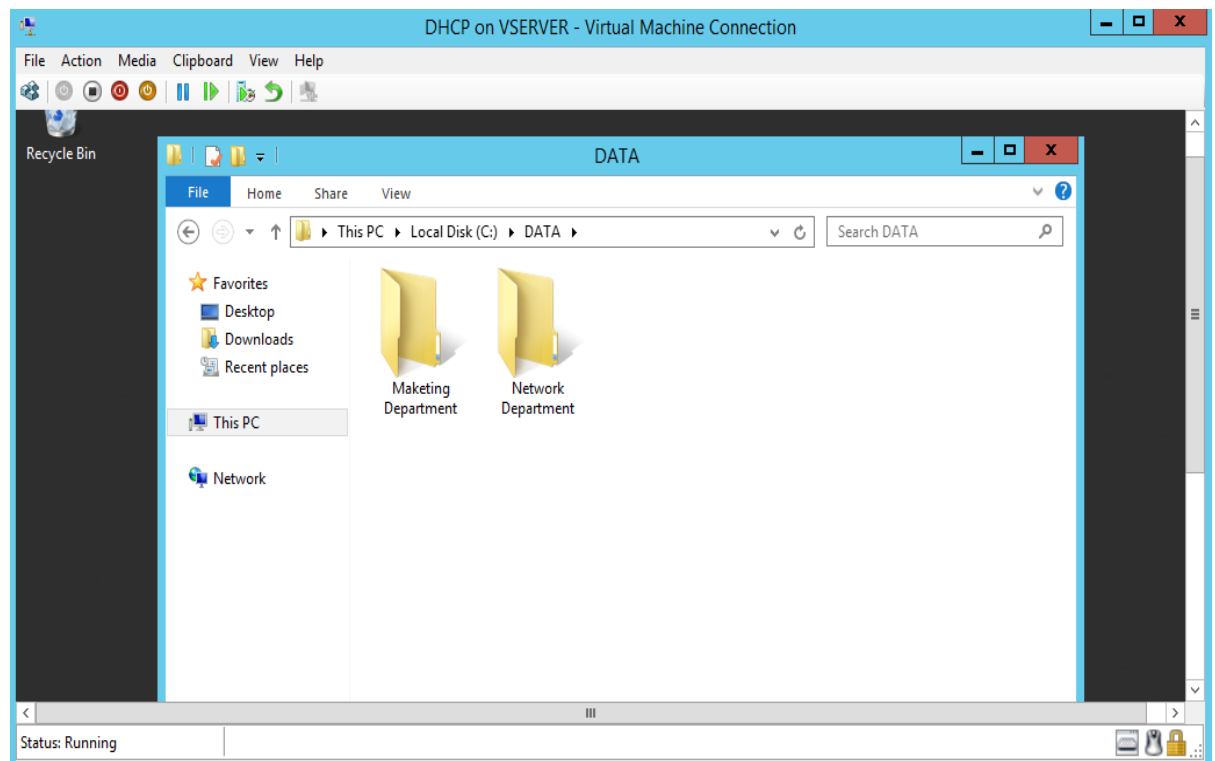 DHCP on VSERVER - Virtual Machine Connection
File Action Media Clipboard View Help
Recycle Bin
DATA
File Home Share View
This PC Local Disk (C:) DATA
Search DATA
Favorites
Desktop
Downloads
Recent places
This PC
Network
Maketing
Department
Network
Department
Status: Running